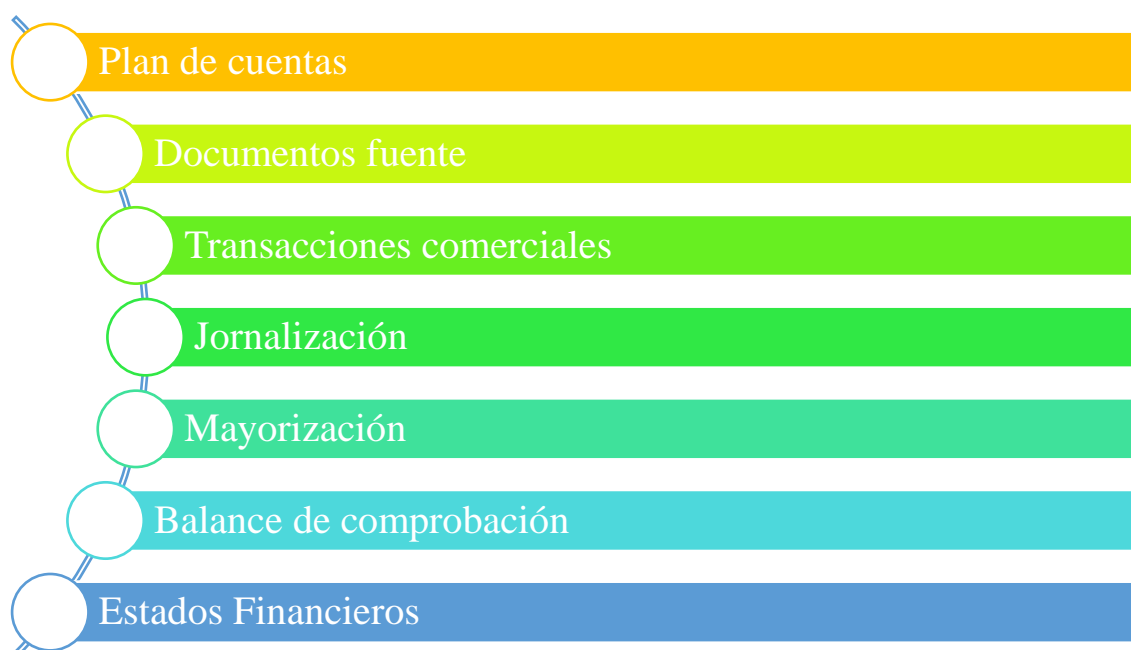 Plan de cuentas
Documentos fuente
Transacciones comerciales
Jornalización
Mayorización
Balance de comprobación
Estados Financieros